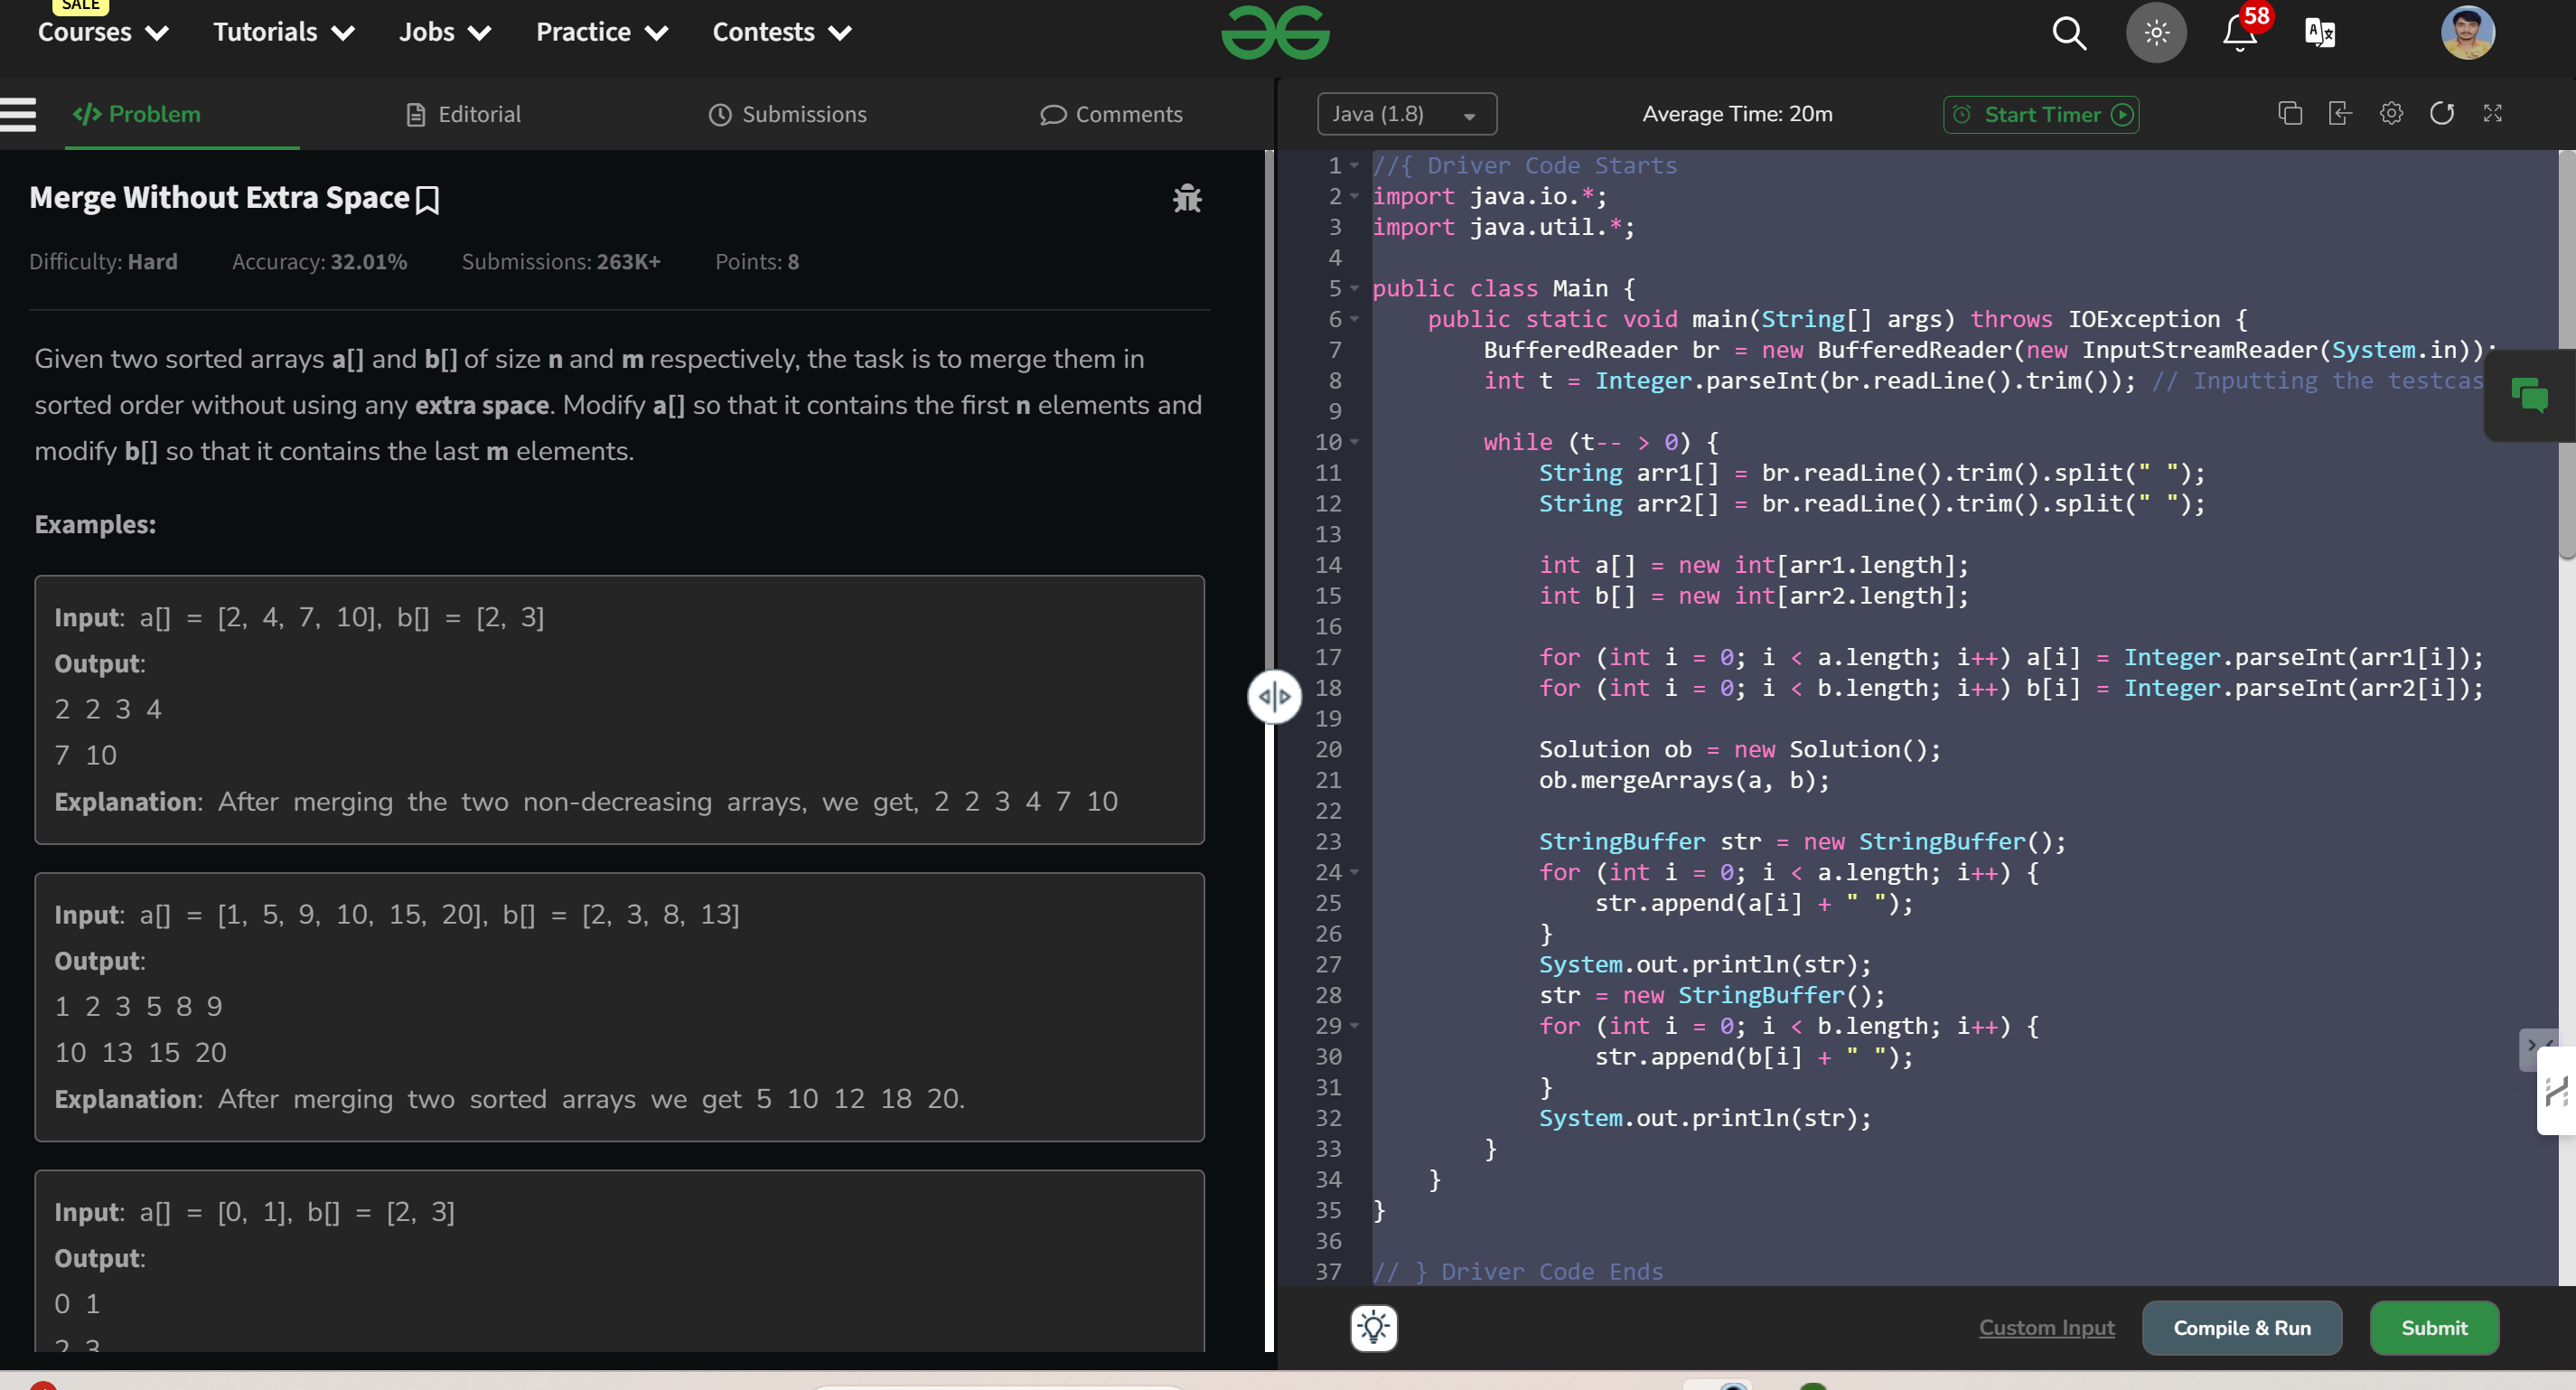 SALE
Courses
Tutorials
Jobs
Practice
Contests
58
</> Problem
Editorial
Submissions
Comments
Java (1.8)
Average Time: 20m
Start Timer
Merge Without Extra Space
Difficulty: Hard
Accuracy: 32.01%
Submissions: 263K+
Points: 8
Given two sorted arrays a[] and b[] of size n and m respectively, the task is to merge them in
sorted order without using any extra space. Modify a[] so that it contains the first n elements and
modify b[] so that it contains the last m elements.
Examples:
Input: a[] = [2, 4, 7, 10], b[] = [2, 3]
Output:
2 2 3 4
7 10
Explanation: After merging the two non-decreasing arrays, we get, 2 2 3 4 7 10
Input: a[] = [1, 5, 9, 10, 15, 20], b[] = [2, 3, 8, 13]
Output:
1 2 3 5 8 9
10 13 15 20
Explanation: After merging two sorted arrays we get 5 10 12 18 20.
Input: a[] = [0, 1], b[] = [2, 3]
Output:
0 1
2 3
1 //{ Driver Code Starts
2 import java.io.*;
3 import java.util.*;
4
5 public class Main {
6 public static void main(String[] args) throws IOException {
7 BufferedReader br = new BufferedReader(new InputStreamReader(System.in));
8 int t = Integer.parseInt(br.readLine().trim()); // Inputting the testcas
9
10 while (t-- > 0) {
11 String arr1[] = br.readLine().trim().split(" ");
12 String arr2[] = br.readLine().trim().split(" ");
13
14 int a[] = new int[arr1.length];
15 int b[] = new int[arr2.length];
16
17 for (int i = 0; i < a.length; i++) a[i] = Integer.parseInt(arr1[i]);
18 for (int i = 0; i < b.length; i++) b[i] = Integer.parseInt(arr2[i]);
19
20 Solution ob = new Solution();
21 ob.mergeArrays(a, b);
22
23 StringBuffer str = new StringBuffer();
24 for (int i = 0; i < a.length; i++) {
25 str.append(a[i] + " ");
26 }
27 System.out.println(str);
28 str = new StringBuffer();
29 for (int i = 0; i < b.length; i++) {
30 str.append(b[i] + " ");
31 }
32 System.out.println(str);
33 }
34 }
35 }
36
37 // } Driver Code Ends
Custom Input
Compile & Run
Submit